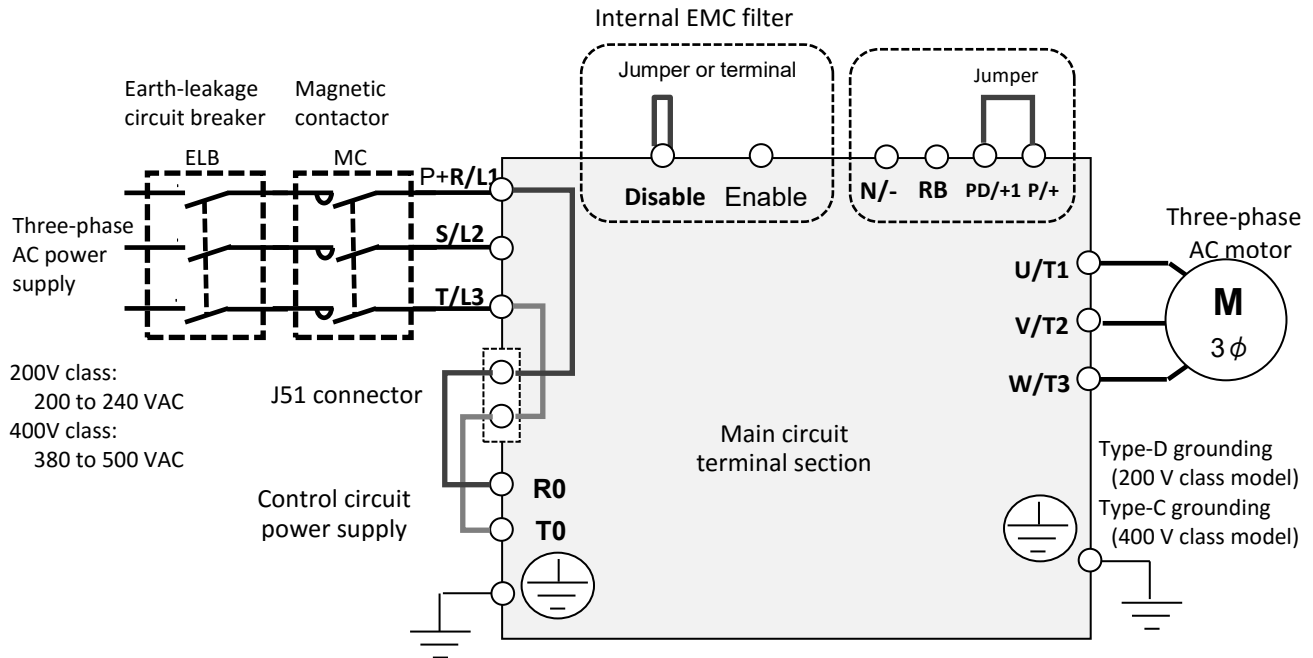 Internal EMC filter
Jumper or terminal
Jumper
Earth-leakage
circuit breaker
Magnetic
contactor
ELB
MC
P+R/L1
Disable
Enable
N/-
RB
PD/+1
P/+
Three-phase
AC power
supply
S/L2
T/L3
Three-phase
AC motor
U/T1
V/T2
W/T3
M
3ϕ
200V class:
200 to 240 VAC
400V class:
380 to 500 VAC
J51 connector
Main circuit
terminal section
Control circuit
power supply
R0
T0
Type-D grounding
(200 V class model)
Type-C grounding
(400 V class model)